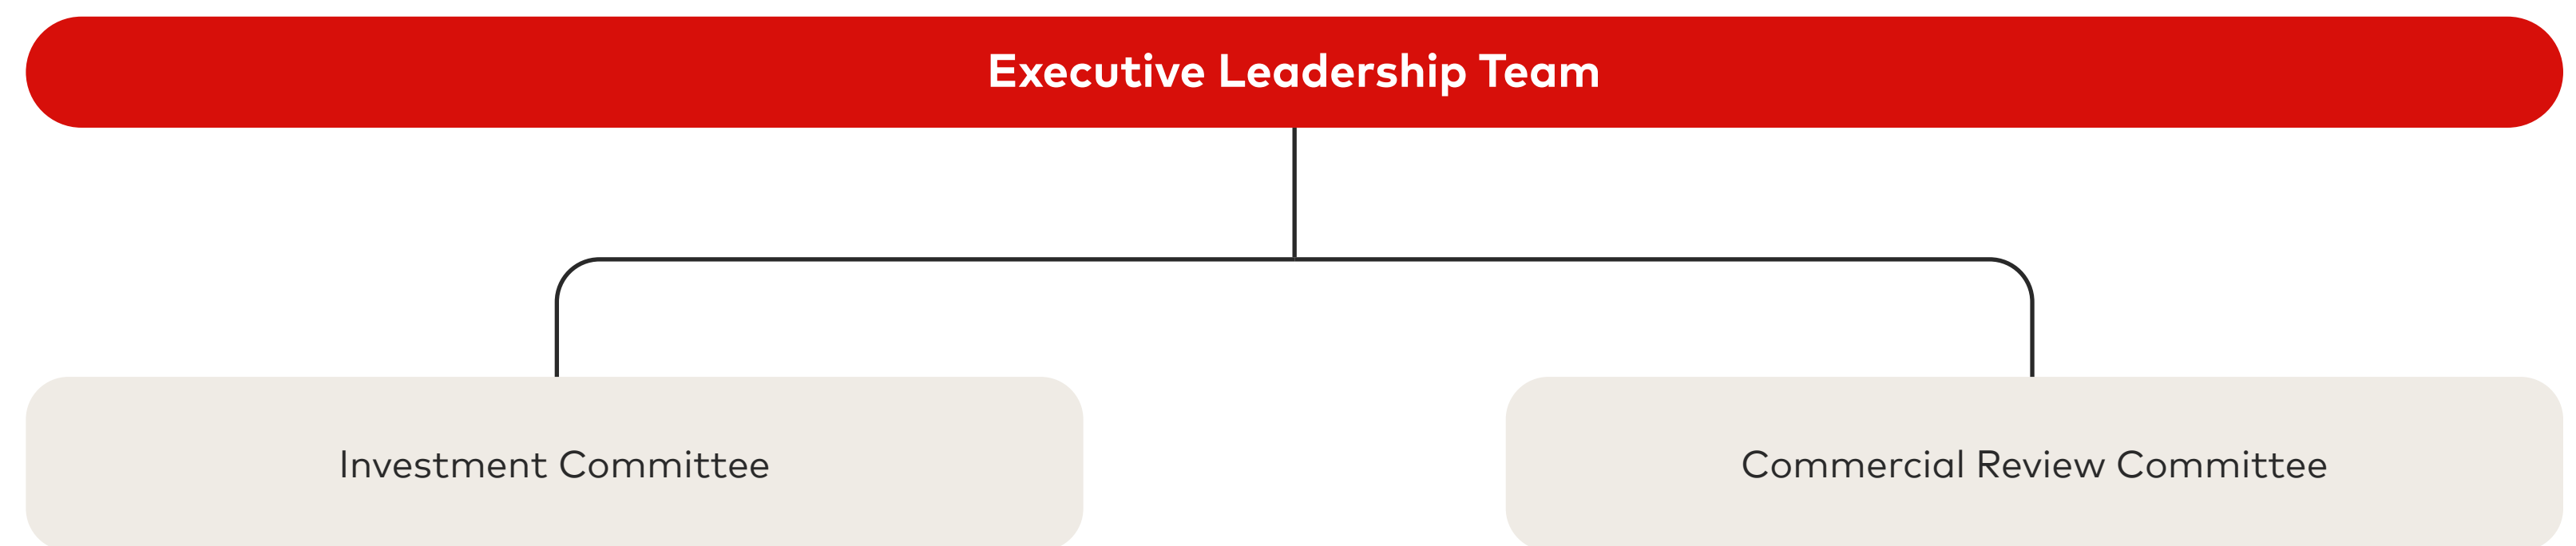 Executive Leadership Team
Investment Committee
Commercial Review Committee